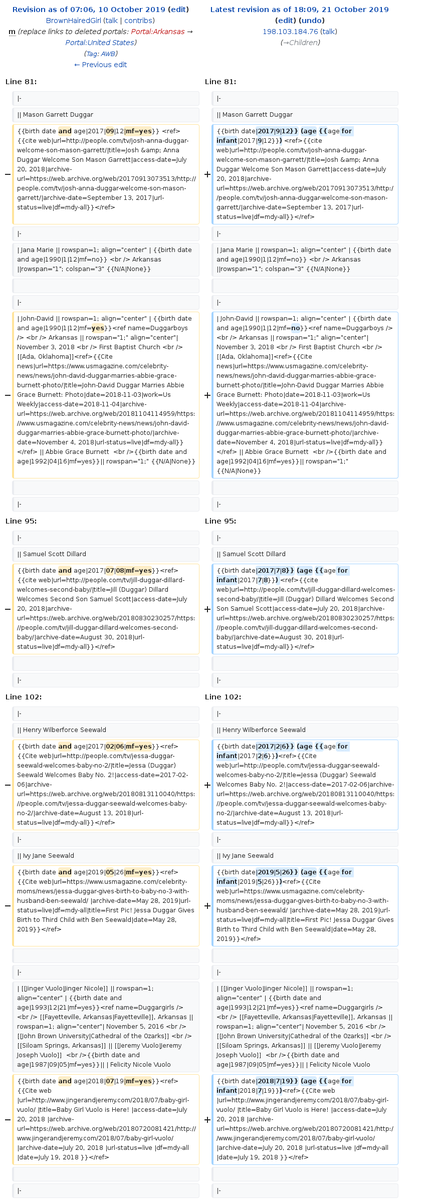 Revision as of 07:06, 10 October 2019 (edit)
BrownHairedGirl (talk | contribs)
m (replace links to deleted portals: Portal:Arkansas →
Portal:United States)
(Tag: AWB)
← Previous edit
Latest revision as of 18:09, 21 October 2019
(edit) (undo)
198.103.184.76 (talk)
(→Children)
Line 81:
Line 81:
|-
|-
|| Mason Garrett Duggar
|| Mason Garrett Duggar
−
{{birth date and age|2017|09|12|mf=yes}} <ref>
{{cite web|url=http://people.com/tv/josh-anna-duggar-
welcome-son-mason-garrett/|title=Josh &amp; Anna
Duggar Welcome Son Mason Garrett|access-date=July
20, 2018|archive-
url=https://web.archive.org/web/20170913073513/http://
people.com/tv/josh-anna-duggar-welcome-son-mason-
garrett/|archive-date=September 13, 2017|url-
status=live|df=mdy-all}}</ref>
+
{{birth date|2017|9|12}} (age {{age for
infant|2017|9|12}}) <ref>{{cite
web|url=http://people.com/tv/josh-anna-duggar-welcome-
son-mason-garrett/|title=Josh &amp; Anna Duggar
Welcome Son Mason Garrett|access-date=July 20,
2018|archive-
url=https://web.archive.org/web/20170913073513/http://
people.com/tv/josh-anna-duggar-welcome-son-mason-
garrett/|archive-date=September 13, 2017|url-
status=live|df=mdy-all}}</ref>
|-
|-
| Jana Marie || rowspan=1; align="center" | {{birth date
and age|1990|1|12|mf=no}} <br /> Arkansas
||rowspan="1"; colspan="3" {{N/A|None}}
| Jana Marie || rowspan=1; align="center" | {{birth date
and age|1990|1|12|mf=no}} <br /> Arkansas
||rowspan="1"; colspan="3" {{N/A|None}}
|-
|-
−
| John-David || rowspan=1; align="center" | {{birth date
and age|1990|1|12|mf=yes}}<ref name=Duggarboys
/> <br /> Arkansas || rowspan="1;" align="center"|
November 3, 2018 <br /> First Baptist Church <br />
[[Ada, Oklahoma]]<ref>{{Cite
news|url=https://www.usmagazine.com/celebrity-
news/news/john-david-duggar-marries-abbie-grace-
burnett-photo/|title=John-David Duggar Marries Abbie
Grace Burnett: Photo|date=2018-11-03|work=Us
Weekly|access-date=2018-11-04|archive-
url=https://web.archive.org/web/20181104114959/https:
//www.usmagazine.com/celebrity-news/news/john-david-
duggar-marries-abbie-grace-burnett-photo/|archive-
date=November 4, 2018|url-status=live|df=mdy-all}}
</ref> || Abbie Grace Burnett  <br />{{birth date and
age|1992|04|16|mf=yes}}|| rowspan="1;" {{N/A|None}}
+
| John-David || rowspan=1; align="center" | {{birth date
and age|1990|1|12|mf=no}}<ref name=Duggarboys />
<br /> Arkansas || rowspan="1;" align="center"|
November 3, 2018 <br /> First Baptist Church <br />
[[Ada, Oklahoma]]<ref>{{Cite
news|url=https://www.usmagazine.com/celebrity-
news/news/john-david-duggar-marries-abbie-grace-
burnett-photo/|title=John-David Duggar Marries Abbie
Grace Burnett: Photo|date=2018-11-03|work=Us
Weekly|access-date=2018-11-04|archive-
url=https://web.archive.org/web/20181104114959/https:
//www.usmagazine.com/celebrity-news/news/john-david-
duggar-marries-abbie-grace-burnett-photo/|archive-
date=November 4, 2018|url-status=live|df=mdy-all}}
</ref> || Abbie Grace Burnett  <br />{{birth date and
age|1992|04|16|mf=yes}}|| rowspan="1;"
{{N/A|None}}
|-
|-
Line 95:
Line 95:
|-
|-
|| Samuel Scott Dillard
|| Samuel Scott Dillard
−
{{birth date and age|2017|07|08|mf=yes}}<ref>
{{cite web|url=http://people.com/tv/jill-duggar-dillard-
welcomes-second-baby/|title=Jill (Duggar) Dillard
Welcomes Second Son Samuel Scott|access-date=July
20, 2018|archive-
url=https://web.archive.org/web/20180830230257/https:
//people.com/tv/jill-duggar-dillard-welcomes-second-
baby/|archive-date=August 30, 2018|url-
status=live|df=mdy-all}}</ref>
+
{{birth date|2017|7|8}} (age {{age for
infant|2017|7|8}}) <ref>{{cite
web|url=http://people.com/tv/jill-duggar-dillard-welcomes-
second-baby/|title=Jill (Duggar) Dillard Welcomes Second
Son Samuel Scott|access-date=July 20, 2018|archive-
url=https://web.archive.org/web/20180830230257/https:
//people.com/tv/jill-duggar-dillard-welcomes-second-
baby/|archive-date=August 30, 2018|url-
status=live|df=mdy-all}}</ref>
|-
|-
Line 102:
Line 102:
|-
|-
|| Henry Wilberforce Seewald
|| Henry Wilberforce Seewald
−
{{birth date and age|2017|02|06|mf=yes}}<ref>
{{Cite web|url=http://people.com/tv/jessa-duggar-
seewald-welcomes-baby-no-2/|title=Jessa (Duggar)
Seewald Welcomes Baby No. 2!|access-date=2017-02-
06|archive-
url=https://web.archive.org/web/20180813110040/https:
//people.com/tv/jessa-duggar-seewald-welcomes-baby-
no-2/|archive-date=August 13, 2018|url-
status=live|df=mdy-all}}</ref>
+
{{birth date|2017|2|6}} (age {{age for
infant|2017|2|6}})<ref>{{Cite
web|url=http://people.com/tv/jessa-duggar-seewald-
welcomes-baby-no-2/|title=Jessa (Duggar) Seewald
Welcomes Baby No. 2!|access-date=2017-02-06|archive-
url=https://web.archive.org/web/20180813110040/https:
//people.com/tv/jessa-duggar-seewald-welcomes-baby-
no-2/|archive-date=August 13, 2018|url-
status=live|df=mdy-all}}</ref>
|| Ivy Jane Seewald
|| Ivy Jane Seewald
−
{{birth date and age|2019|05|26|mf=yes}}<ref>
{{Cite web|url=https://www.usmagazine.com/celebrity-
moms/news/jessa-duggar-gives-birth-to-baby-no-3-with-
husband-ben-seewald/ |archive-date=May 28, 2019|url-
status=live|df=mdy-all|title=First Pic! Jessa Duggar Gives
Birth to Third Child with Ben Seewald|date=May 28,
2019}}</ref>
+
{{birth date|2019|5|26}} (age {{age for
infant|2019|5|26}})<ref>{{Cite
web|url=https://www.usmagazine.com/celebrity-
moms/news/jessa-duggar-gives-birth-to-baby-no-3-with-
husband-ben-seewald/ |archive-date=May 28, 2019|url-
status=live|df=mdy-all|title=First Pic! Jessa Duggar Gives
Birth to Third Child with Ben Seewald|date=May 28,
2019}}</ref>
|-
|-
| [[Jinger Vuolo|Jinger Nicole]] || rowspan=1;
align="center" | {{birth date and
age|1993|12|21|mf=yes}}<ref name=Duggargirls />
<br /> [[Fayetteville, Arkansas|Fayetteville]], Arkansas ||
rowspan=1; align="center"| November 5, 2016 <br />
[[John Brown University|Cathedral of the Ozarks]] <br />
[[Siloam Springs, Arkansas]] || [[Jeremy Vuolo|Jeremy
Joseph Vuolo]]  <br />{{birth date and
age|1987|09|05|mf=yes}}|| | Felicity Nicole Vuolo
| [[Jinger Vuolo|Jinger Nicole]] || rowspan=1;
align="center" | {{birth date and
age|1993|12|21|mf=yes}}<ref name=Duggargirls />
<br /> [[Fayetteville, Arkansas|Fayetteville]], Arkansas ||
rowspan=1; align="center"| November 5, 2016 <br />
[[John Brown University|Cathedral of the Ozarks]] <br />
[[Siloam Springs, Arkansas]] || [[Jeremy Vuolo|Jeremy
Joseph Vuolo]]  <br />{{birth date and
age|1987|09|05|mf=yes}}|| | Felicity Nicole Vuolo
−
{{birth date and age|2018|07|19|mf=yes}}<ref>
{{Cite web
|url=http://www.jingerandjeremy.com/2018/07/baby-girl-
vuolo/ |title=Baby Girl Vuolo is Here! |access-date=July
20, 2018 |archive-
url=https://web.archive.org/web/20180720081421/http:/
/www.jingerandjeremy.com/2018/07/baby-girl-vuolo/
|archive-date=July 20, 2018 |url-status=live |df=mdy-all
|date=July 19, 2018 }}</ref>
+
{{birth date|2018|7|19}} (age {{age for
infant|2018|7|19}})<ref>{{Cite web
|url=http://www.jingerandjeremy.com/2018/07/baby-girl-
vuolo/ |title=Baby Girl Vuolo is Here! |access-date=July
20, 2018 |archive-
url=https://web.archive.org/web/20180720081421/http:/
/www.jingerandjeremy.com/2018/07/baby-girl-vuolo/
|archive-date=July 20, 2018 |url-status=live |df=mdy-all
|date=July 19, 2018 }}</ref>
|-
|-